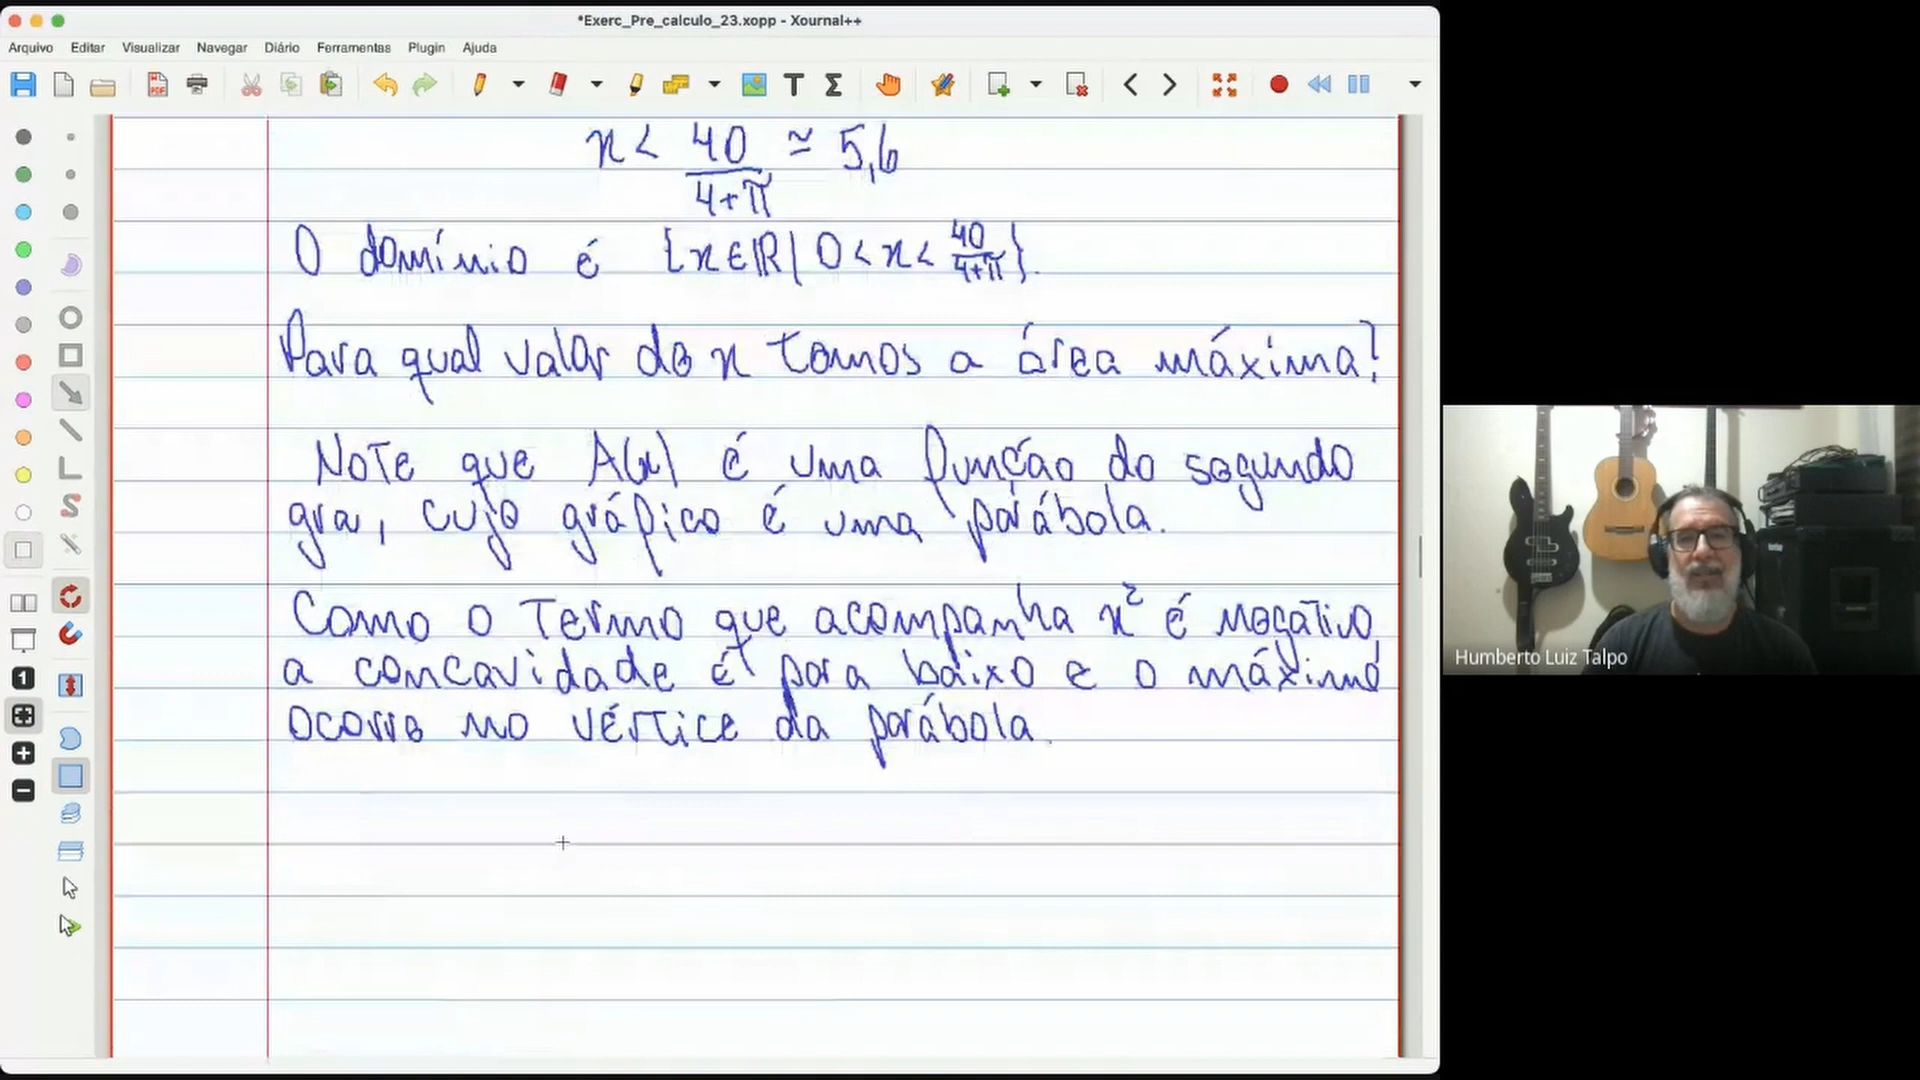 *Exerc_Pre_calculo_23.xopp - Xournal++
Arquivo Editar Visualizar Navegar Diário Ferramentas Plugin Ajuda
x < 40/(4+π) ≃ 5,6
O domínio é {x ∈ ℝ | 0 < x < 40/(4+π)}.
Para qual valor de x temos a área máxima?
Note que A(x) é uma função do segundo
gra, cujo gráfico é uma parábola.
Como o termo que acompanha x² é negativo,
a concavidade é para baixo e o máximo
ocorre no vértice da parábola.
Humberto Luiz Talpo